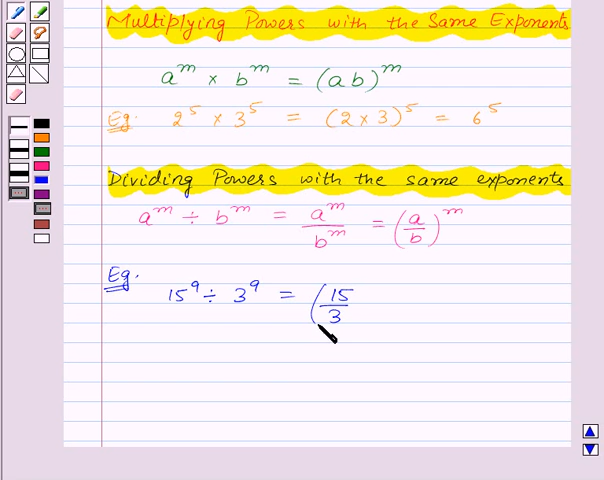 Multiplying Powers with the Same Exponents
a^m × b^m = (ab)^m
Eg: 2^5 × 3^5 = (2 × 3)^5 = 6^5
Dividing Powers with the same exponents
a^m ÷ b^m = a^m/b^m = (a/b)^m
Eg.
15^9 ÷ 3^9 = (15/3